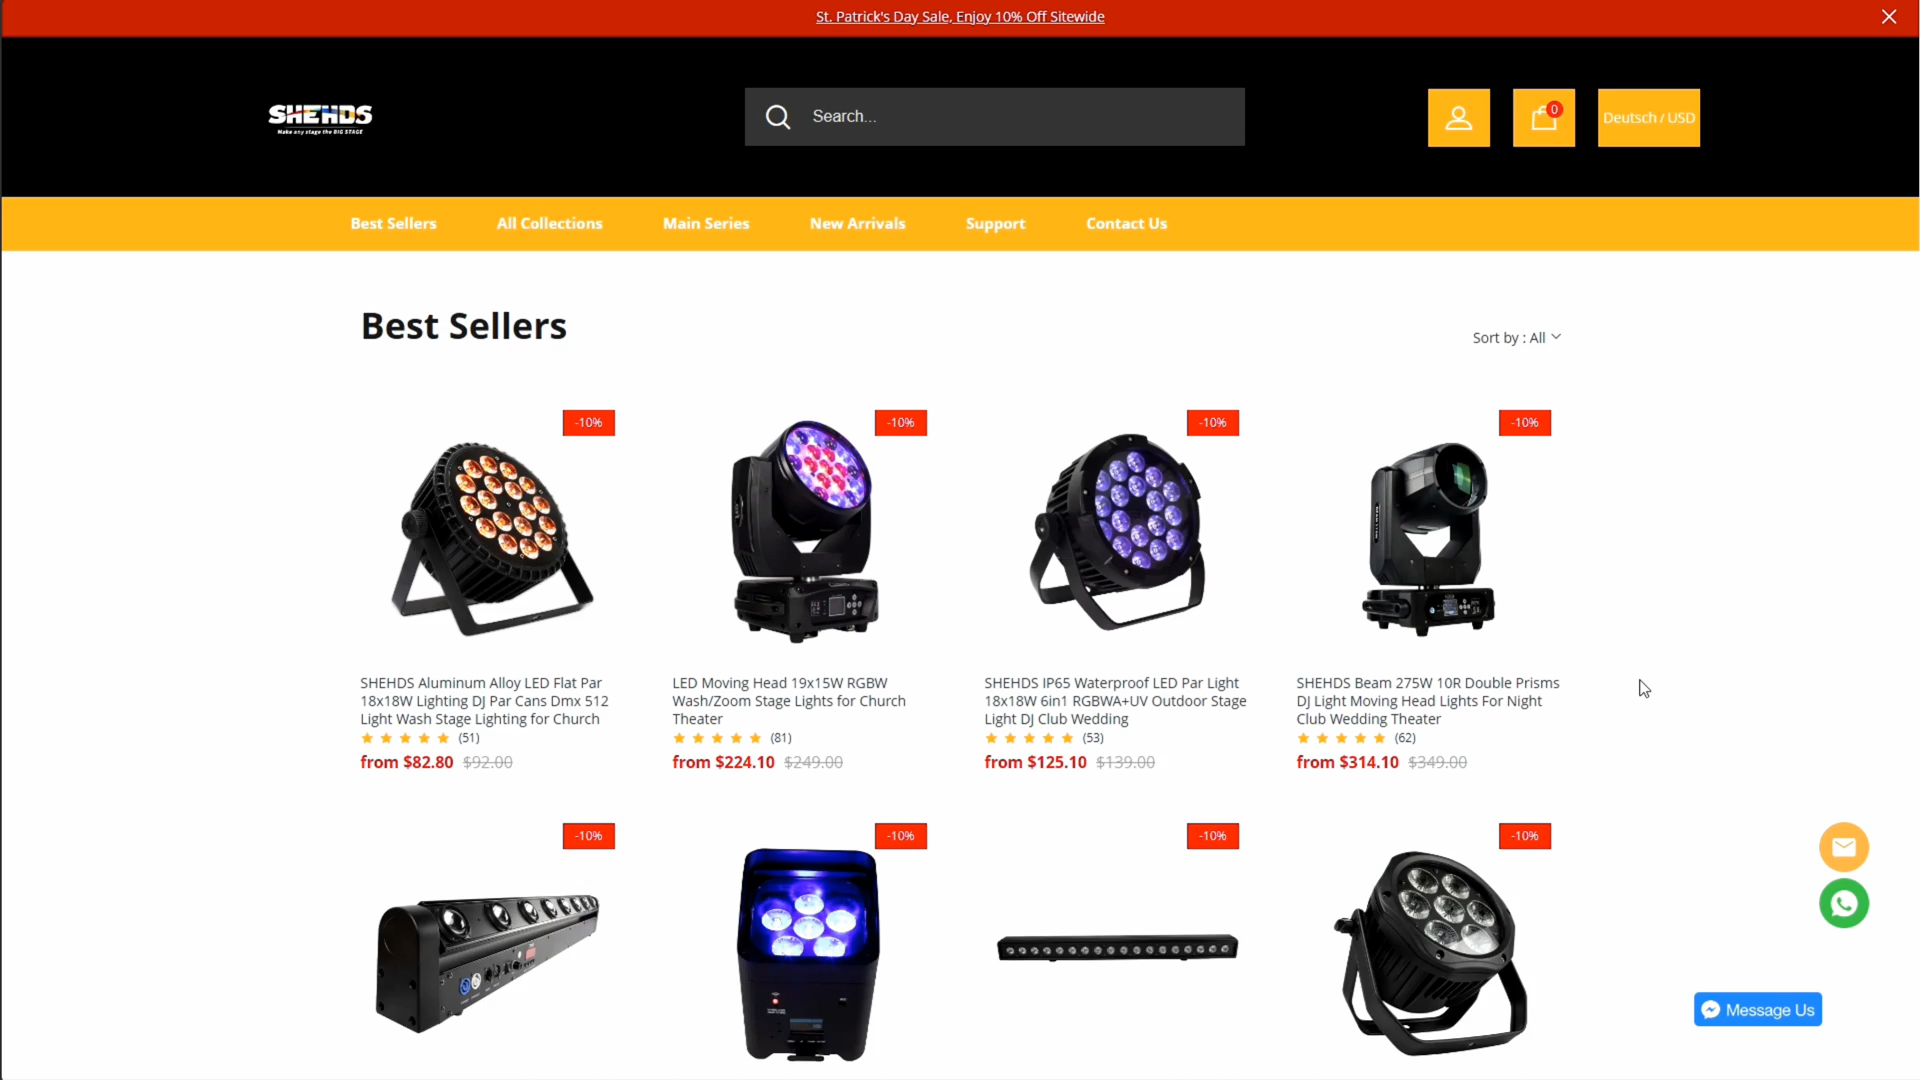 St. Patrick's Day Sale, Enjoy 10% Off Sitewide
SHEHDS
Make any stage the BIG STAGE
Search...
0
Deutsch / USD
Best Sellers
All Collections
Main Series
New Arrivals
Support
Contact Us
Best Sellers
Sort by : All
-10%
-10%
-10%
-10%
SHEHDS Aluminum Alloy LED Flat Par
18x18W Lighting DJ Par Cans Dmx 512
Light Wash Stage Lighting for Church
(51)
from $82.80 $92.00
LED Moving Head 19x15W RGBW
Wash/Zoom Stage Lights for Church
Theater
(81)
from $224.10 $249.00
SHEHDS IP65 Waterproof LED Par Light
18x18W 6in1 RGBWA+UV Outdoor Stage
Light DJ Club Wedding
(53)
from $125.10 $139.00
SHEHDS Beam 275W 10R Double Prisms
DJ Light Moving Head Lights For Night
Club Wedding Theater
(62)
from $314.10 $349.00
-10%
-10%
-10%
-10%
Message Us